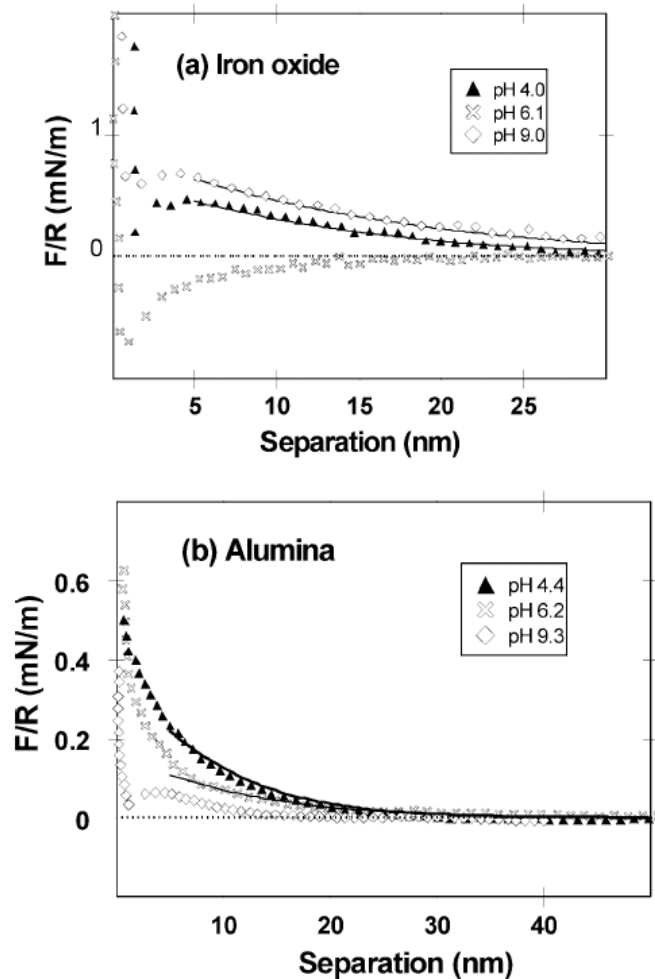 (a) Iron oxide
pH 4.0
pH 6.1
pH 9.0
1
0
F/R (mN/m)
5 10 15 20 25
Separation (nm)
(b) Alumina
pH 4.4
pH 6.2
pH 9.3
0.6
0.4
0.2
0
F/R (mN/m)
10 20 30 40
Separation (nm)